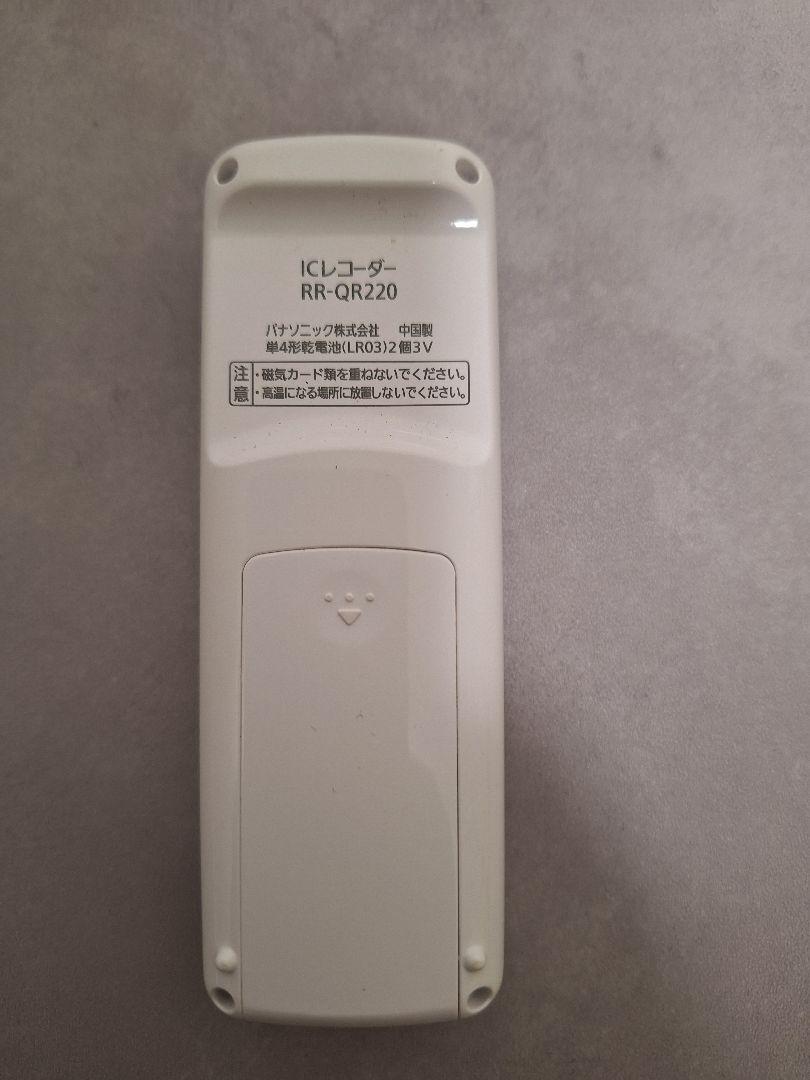 ICレコーダー
RR-QR220
パナソニック株式会社 中国製
単4形乾電池(LR03)2個3V
注意
・磁気カード類を重ねないでください。
・高温になる場所に放置しないでください。